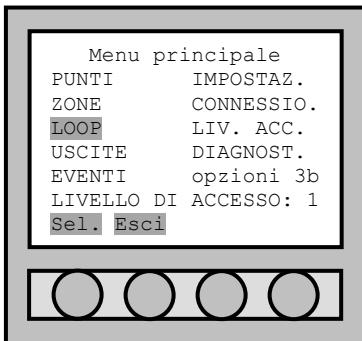 Menu principale
PUNTI IMPOSTAZ.
ZONE CONNESSIO.
LOOP LIV. ACC.
USCITE DIAGNOST.
EVENTI opzioni 3b
LIVELLO DI ACCESSO: 1
Sel. Esci